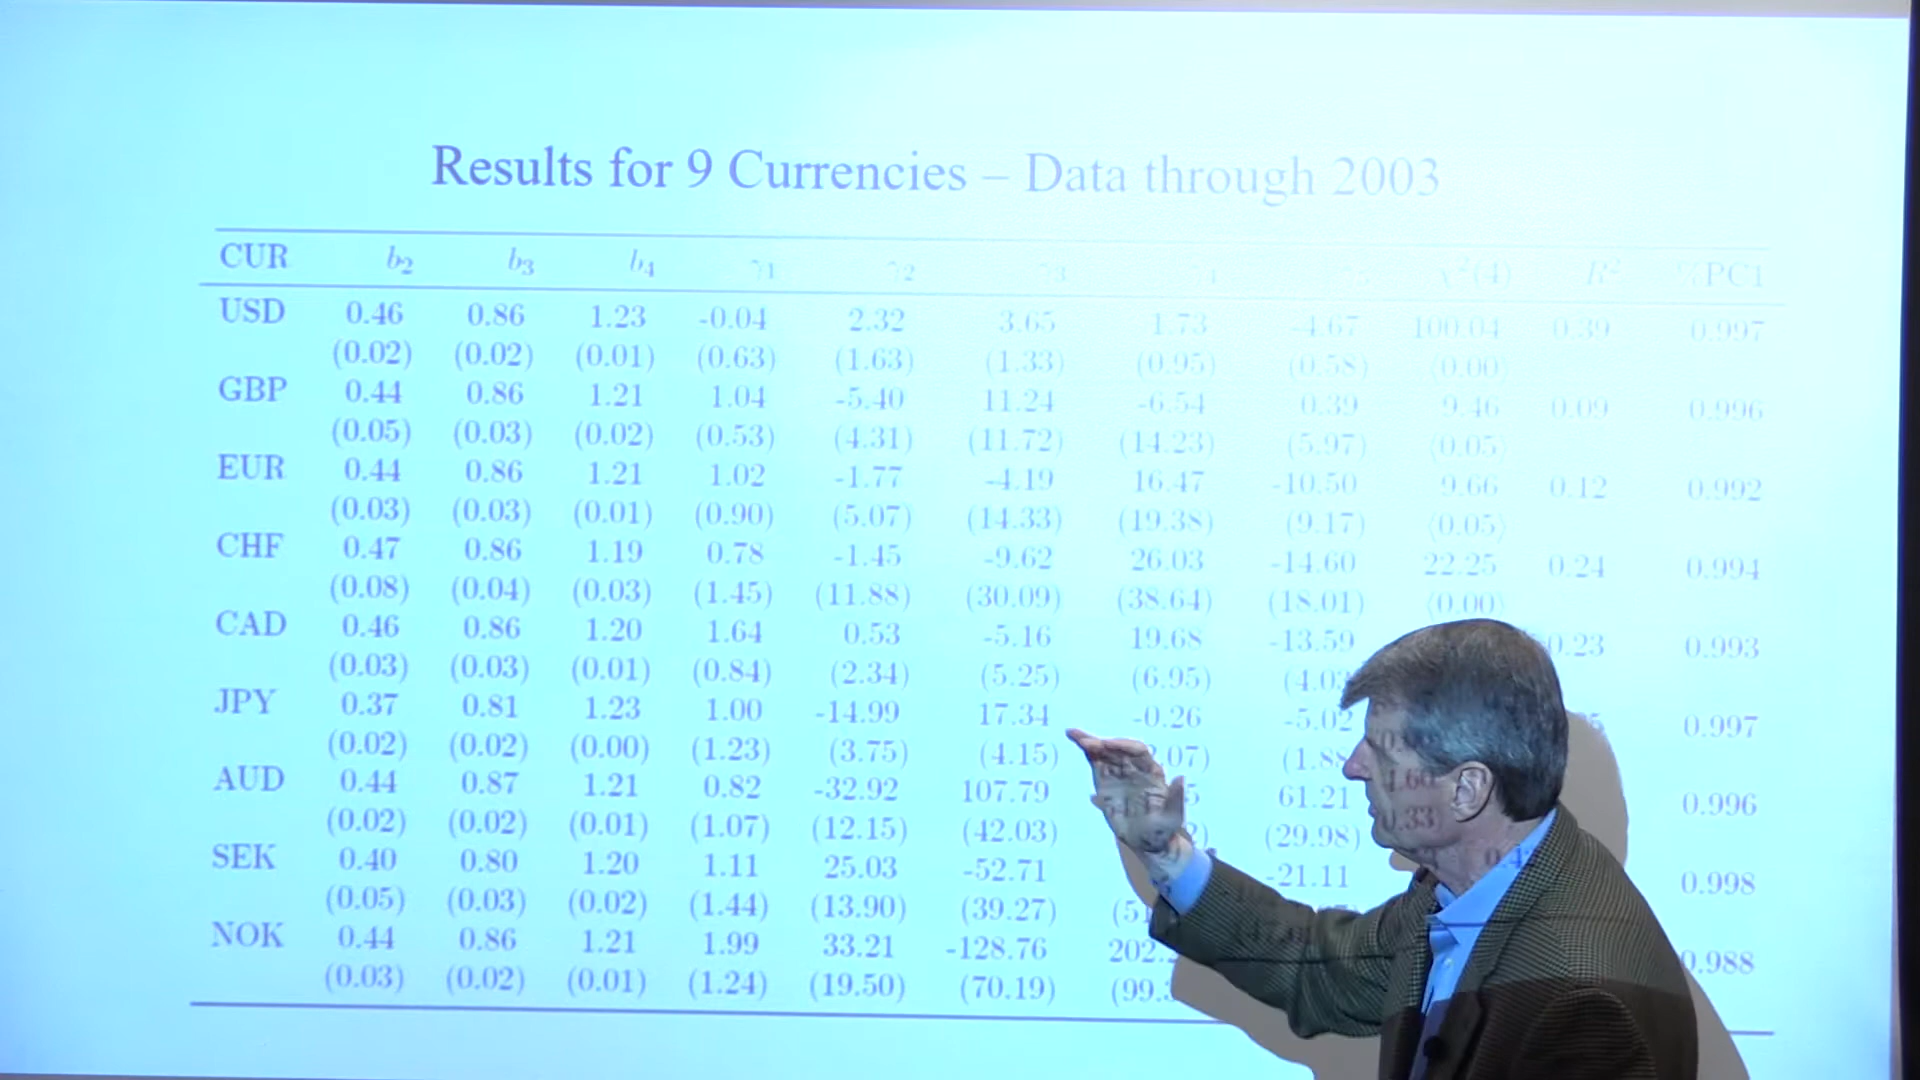 Results for 9 Currencies – Data through 2003
CUR b2 b3 b4 γ1 γ2 γ3 χ²(4) R² %PC1
USD 0.46 0.86 1.23 -0.04 2.32 3.65 1.73 -4.67 100.04 0.39 0.997
(0.02) (0.02) (0.01) (0.63) (1.63) (1.33) (0.95) (0.58) ⟨0.00⟩
GBP 0.44 0.86 1.21 1.04 -5.40 11.24 -6.54 0.39 9.46 0.09 0.996
(0.05) (0.03) (0.02) (0.53) (4.31) (11.72) (14.23) (5.97) ⟨0.05⟩
EUR 0.44 0.86 1.21 1.02 -1.77 -4.19 16.47 -10.50 9.66 0.12 0.992
(0.03) (0.03) (0.01) (0.90) (5.07) (14.33) (19.38) (9.17) ⟨0.05⟩
CHF 0.47 0.86 1.19 0.78 -1.45 -9.62 26.03 -14.60 22.25 0.24 0.994
(0.08) (0.04) (0.03) (1.45) (11.88) (30.09) (38.64) (18.01) ⟨0.00⟩
CAD 0.46 0.86 1.20 1.64 0.53 -5.16 19.68 -13.59 0.23 0.993
(0.03) (0.03) (0.01) (0.84) (2.34) (5.25) (6.95)
JPY 0.37 0.81 1.23 1.00 -14.99 17.34 -0.26 -5.02 0.997
(0.02) (0.02) (0.00) (1.23) (3.75) (4.15)
AUD 0.44 0.87 1.21 0.82 -32.92 107.79 61.21 0.996
(0.02) (0.02) (0.01) (1.07) (12.15) (42.03) (29.98)
SEK 0.40 0.80 1.20 1.11 25.03 -52.71 -21.11 0.998
(0.05) (0.03) (0.02) (1.44) (13.90) (39.27)
NOK 0.44 0.86 1.21 1.99 33.21 -128.76 0.988
(0.03) (0.02) (0.01) (1.24) (19.50) (70.19)